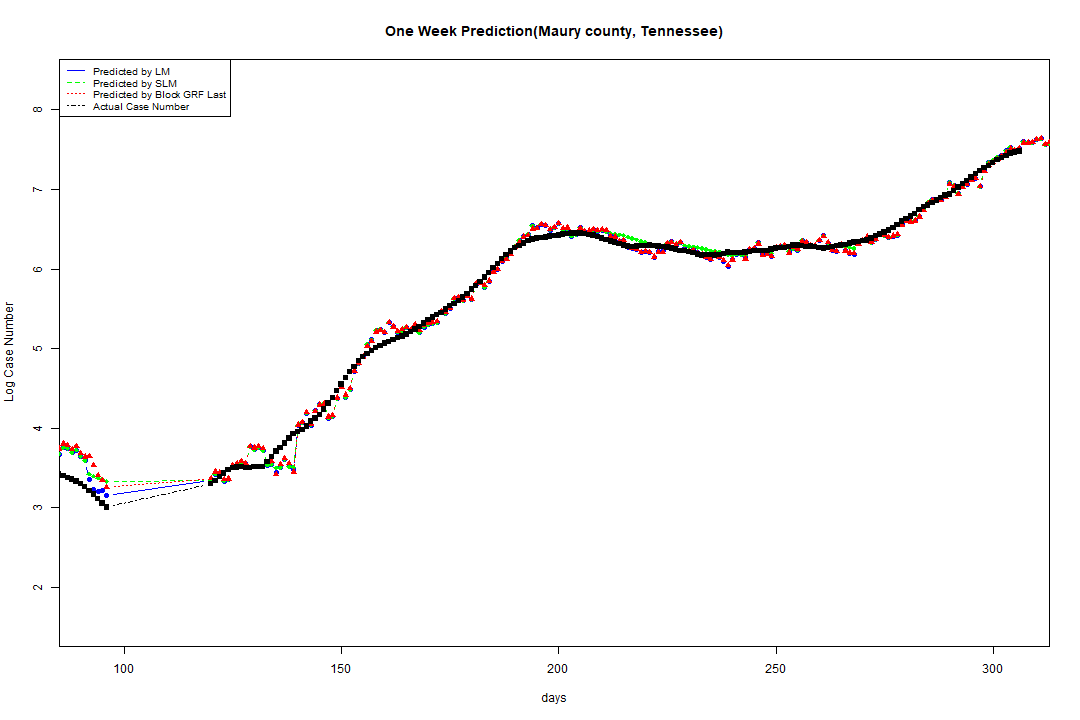 One Week Prediction(Maury county, Tennessee)
Predicted by LM
Predicted by SLM
Predicted by Block GRF Last
Actual Case Number
Log Case Number
8
7
6
5
4
3
2
100 150 200 250 300
days